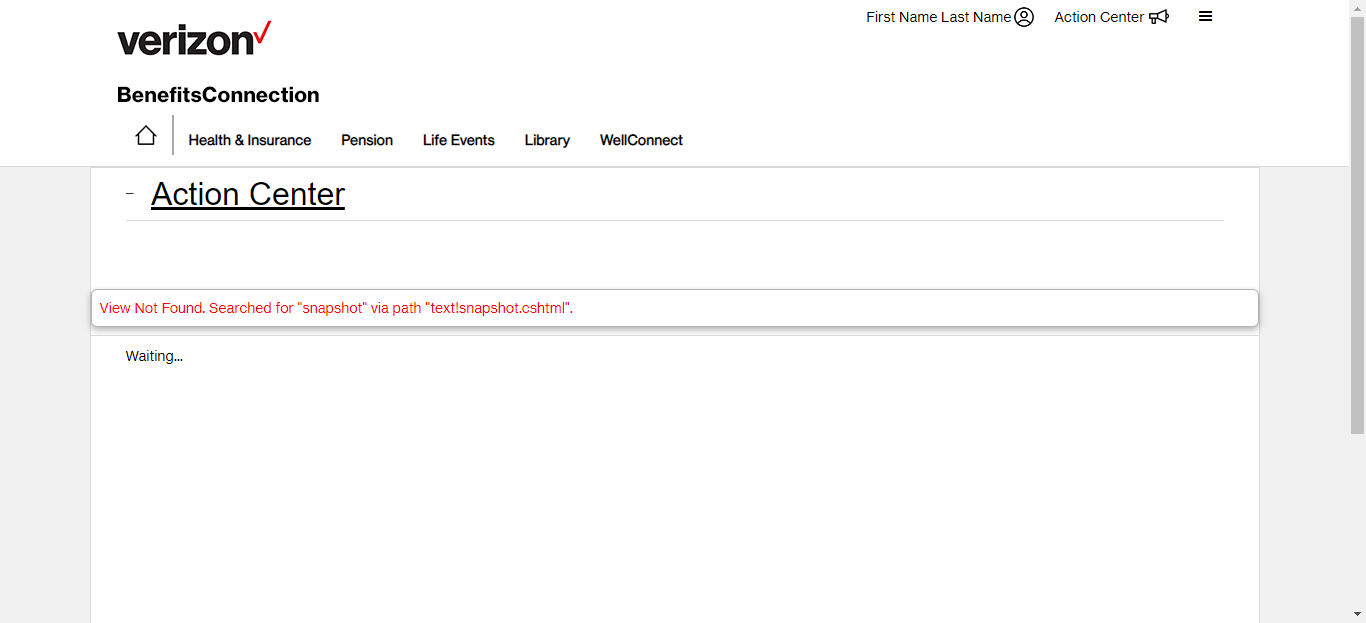 First Name Last Name
Action Center
verizon
BenefitsConnection
Health & Insurance
Pension
Life Events
Library
WellConnect
Action Center
View Not Found. Searched for "snapshot" via path "text!snapshot.cshtml".
Waiting...